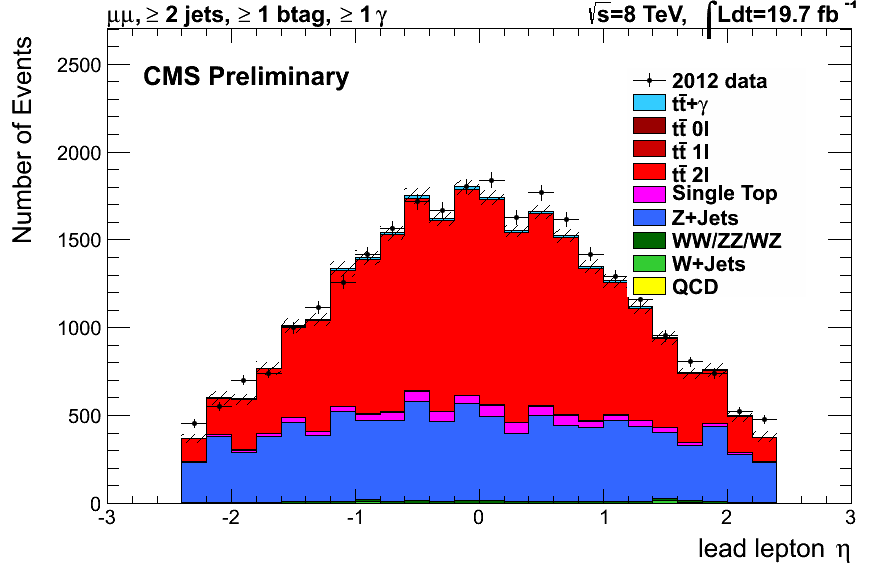 μμ, ≥ 2 jets, ≥ 1 btag, ≥ 1 γ
√s=8 TeV, ∫Ldt=19.7 fb⁻¹
CMS Preliminary
2012 data
tt̄+γ
tt̄ 0l
tt̄ 1l
tt̄ 2l
Single Top
Z+Jets
WW/ZZ/WZ
W+Jets
QCD
Number of Events
2500
2000
1500
1000
500
0
-3 -2 -1 0 1 2 3
lead lepton η